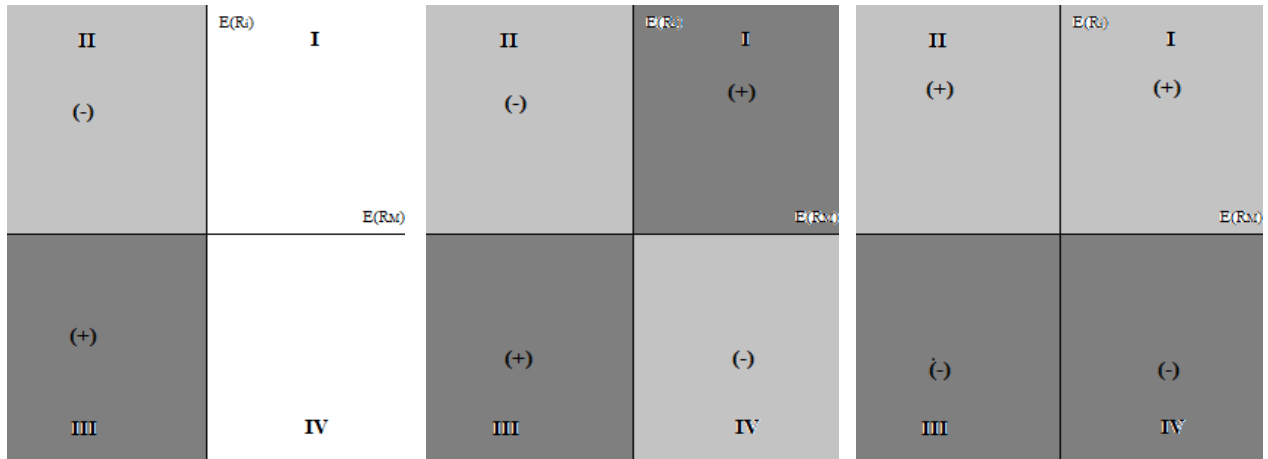 E(Ri)
II
I
(-)
E(RM)
(+)
III
IV
E(Ri)
II
I
(-)
(+)
E(RM)
(+)
(-)
III
IV
E(Ri)
II
I
(+)
(+)
E(RM)
(-)
(-)
III
IV